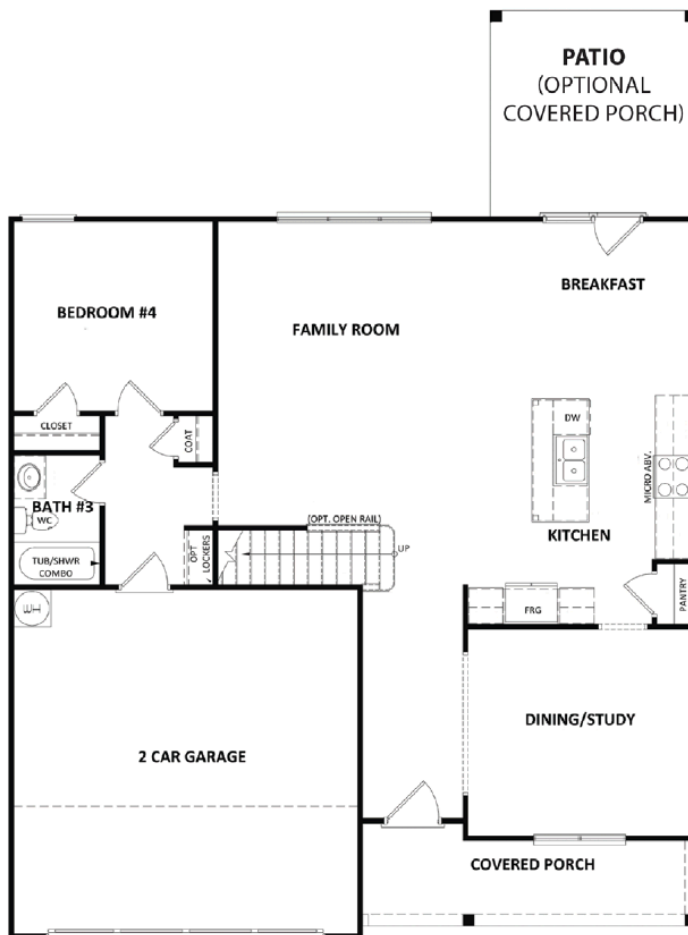 PATIO
(OPTIONAL
COVERED PORCH)
BREAKFAST
BEDROOM #4
FAMILY ROOM
CLOSET
COAT
DW
MICRO ABV.
BATH #3
WC
(OPT. OPEN RAIL)
UP
KITCHEN
OPT
LOCKERS
TUB/SHWR
COMBO
WH
FRG
PANTRY
DINING/STUDY
2 CAR GARAGE
COVERED PORCH